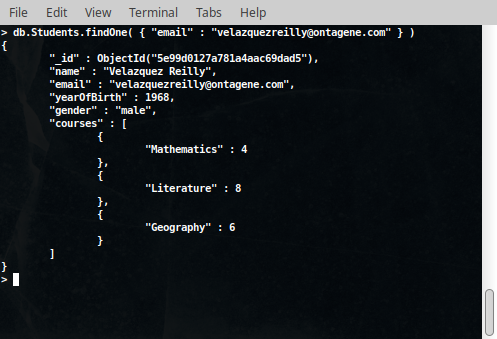 File Edit View Terminal Tabs Help
> db.Students.findOne( { "email" : "velazquezreilly@ontagene.com" } )
{
"_id" : ObjectId("5e99d0127a781a4aac69dad5"),
"name" : "Velazquez Reilly",
"email" : "velazquezreilly@ontagene.com",
"yearOfBirth" : 1968,
"gender" : "male",
"courses" : [
{
"Mathematics" : 4
},
{
"Literature" : 8
},
{
"Geography" : 6
}
]
}
>